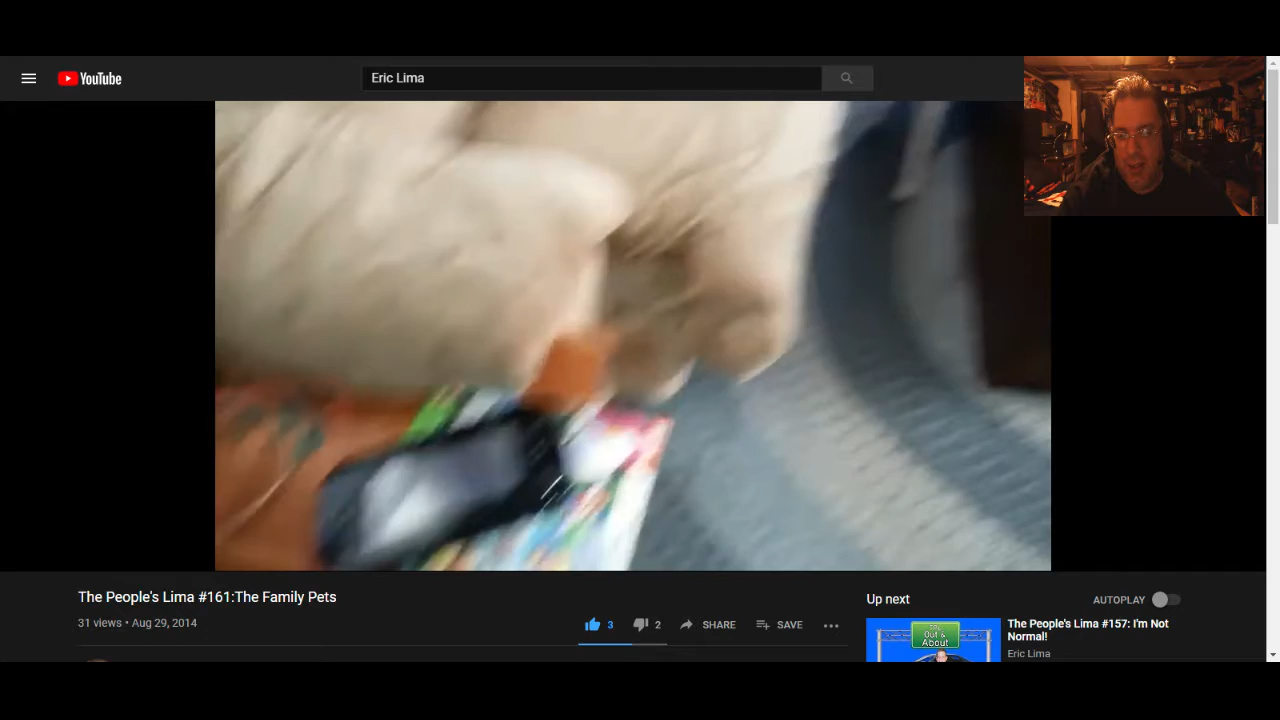 YouTube
Eric Lima
The People's Lima #161:The Family Pets
31 views • Aug 29, 2014
3
2
SHARE
SAVE
Up next
AUTOPLAY
TPL
Out &
About
The People's Lima #157: I'm Not
Normal!
Eric Lima